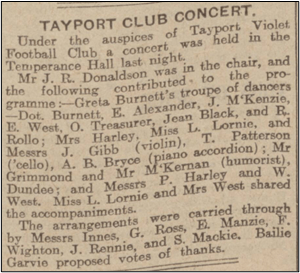 TAYPORT CLUB CONCERT.
Under the auspices of Tayport Violet
Football Club a concert was held in the
Temperance Hall last night.
Mr J. R. Donaldson was in the chair, and
the following contributed to the pro-
gramme:—Greta Burnett's troupe of dancers
—Dot. Burnett, E. Alexander, J. M'Kenzie,
E. West, O. Treasurer, Jean Black, and R.
Rollo; Mrs Harley, Miss L. Lornie, and
Messrs J. Gibb (violin), T. Patterson
('cello), A. B. Bryce (piano accordion); Mr
Grimmond and Mr M'Kernan (humorist),
Dundee; and Messrs P. Harley and W.
West. Miss L. Lornie and Mrs West shared
the accompaniments.
The arrangements were carried through
by Messrs Innes, G. Ross, E. Manzie, F.
Wighton, J. Rennie, and S. Mackie. Bailie
Garvie proposed votes of thanks.